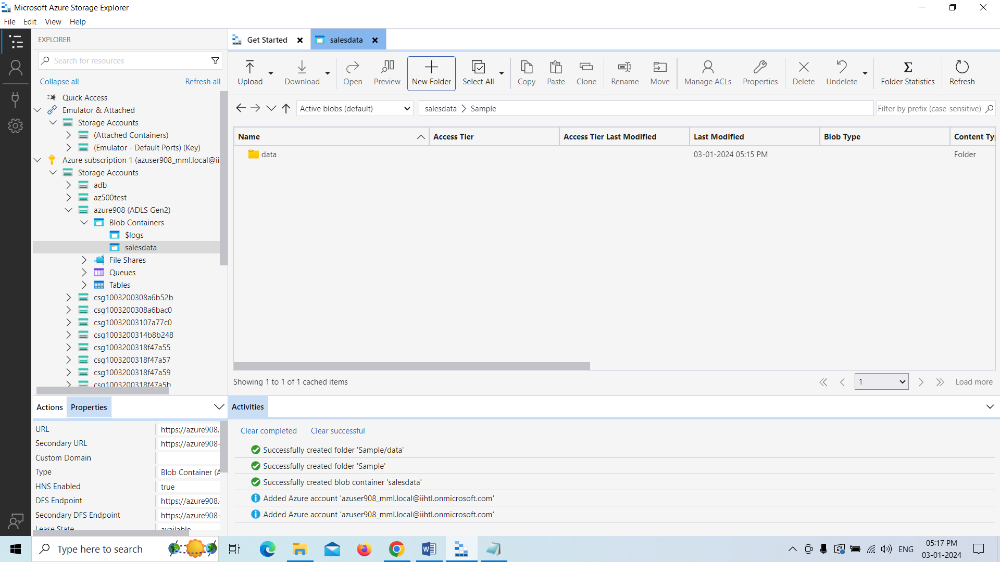 Microsoft Azure Storage Explorer
File Edit View Help
EXPLORER
Search for resources
Collapse all Refresh all
Quick Access
Emulator & Attached
Storage Accounts
(Attached Containers)
(Emulator - Default Ports) (Key)
Azure subscription 1 (azuser908_mml.local@ii
Storage Accounts
adb
az500test
azure908 (ADLS Gen2)
Blob Containers
$logs
salesdata
File Shares
Queues
Tables
csg1003200308a6b52b
csg1003200308a6bac0
csg10032003107a77c0
csg1003200314b8b248
csg1003200318f47a55
csg1003200318f47a57
csg1003200318f47a59
csg1003200318f47a5b
Actions Properties
URL https://azure908.
Secondary URL https://azure908-
Custom Domain
Type Blob Container (A
HNS Enabled true
DFS Endpoint https://azure908.
Secondary DFS Endpoint https://azure908-
Lease State available
Get Started salesdata
Upload Download Open Preview New Folder Select All Copy Paste Clone Rename Move Manage ACLs Properties Delete Undelete Folder Statistics Refresh
Active blobs (default) salesdata Sample Filter by prefix (case-sensitive)
Name Access Tier Access Tier Last Modified Last Modified Blob Type Content Ty
data 03-01-2024 05:15 PM Folder
Showing 1 to 1 of 1 cached items 1 Load more
Activities
Clear completed Clear successful
Successfully created folder 'Sample/data'
Successfully created folder 'Sample'
Successfully created blob container 'salesdata'
Added Azure account 'azuser908_mml.local@iihtl.onmicrosoft.com'
Added Azure account 'azuser908_mml.local@iihtl.onmicrosoft.com'
Type here to search
ENG
05:17 PM
03-01-2024